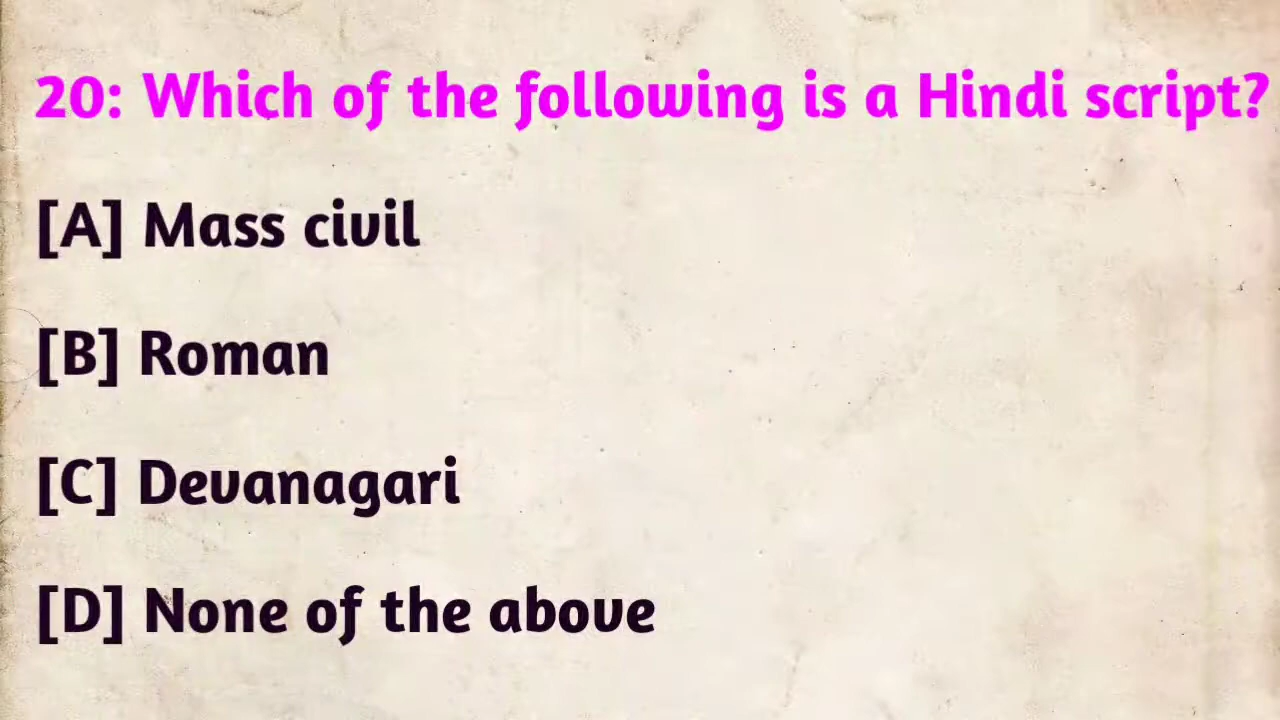 20: Which of the following is a Hindi script?
[A] Mass civil
[B] Roman
[C] Devanagari
[D] None of the above